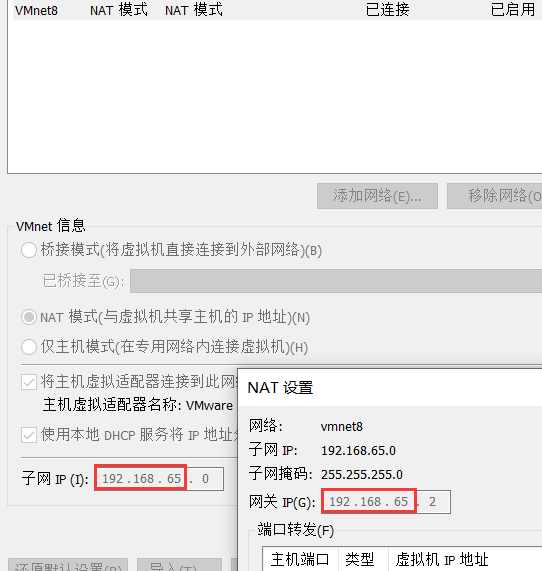 VMnet8 NAT 模式 NAT 模式 已连接 已启用
添加网络(E)... 移除网络(O
VMnet 信息
桥接模式(将虚拟机直接连接到外部网络)(B)
已桥接至(G):
NAT 模式(与虚拟机共享主机的 IP 地址)(N)
仅主机模式(在专用网络内连接虚拟机)(H)
将主机虚拟适配器连接到此网
主机虚拟适配器名称: VMware
使用本地 DHCP 服务将 IP 地址
子网 IP (I): 192 . 168 . 65 . 0
还原默认设置(R) 导入(T)...
NAT 设置
网络: vmnet8
子网 IP: 192.168.65.0
子网掩码: 255.255.255.0
网关 IP(G): 192 . 168 . 65 . 2
端口转发(F)
主机端口 类型 虚拟机 IP 地址